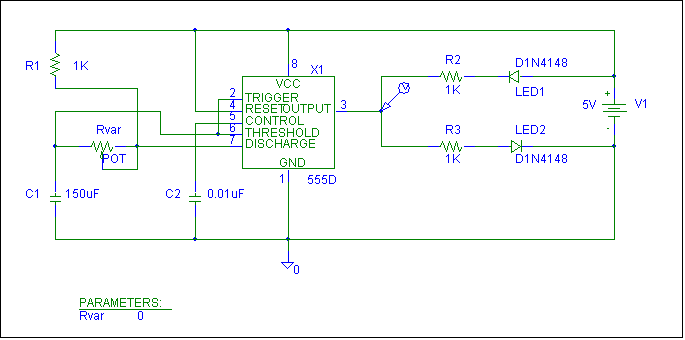 R1 1K
8
X1
VCC
2 TRIGGER
4 RESET OUTPUT 3
5 CONTROL
6 THRESHOLD
7 DISCHARGE
GND
1
555D
V
R2
1K
D1N4148
LED1
R3
1K
LED2
D1N4148
+
5V V1
-
Rvar
POT
C1 150uF
C2 0.01uF
0
PARAMETERS:
Rvar 0